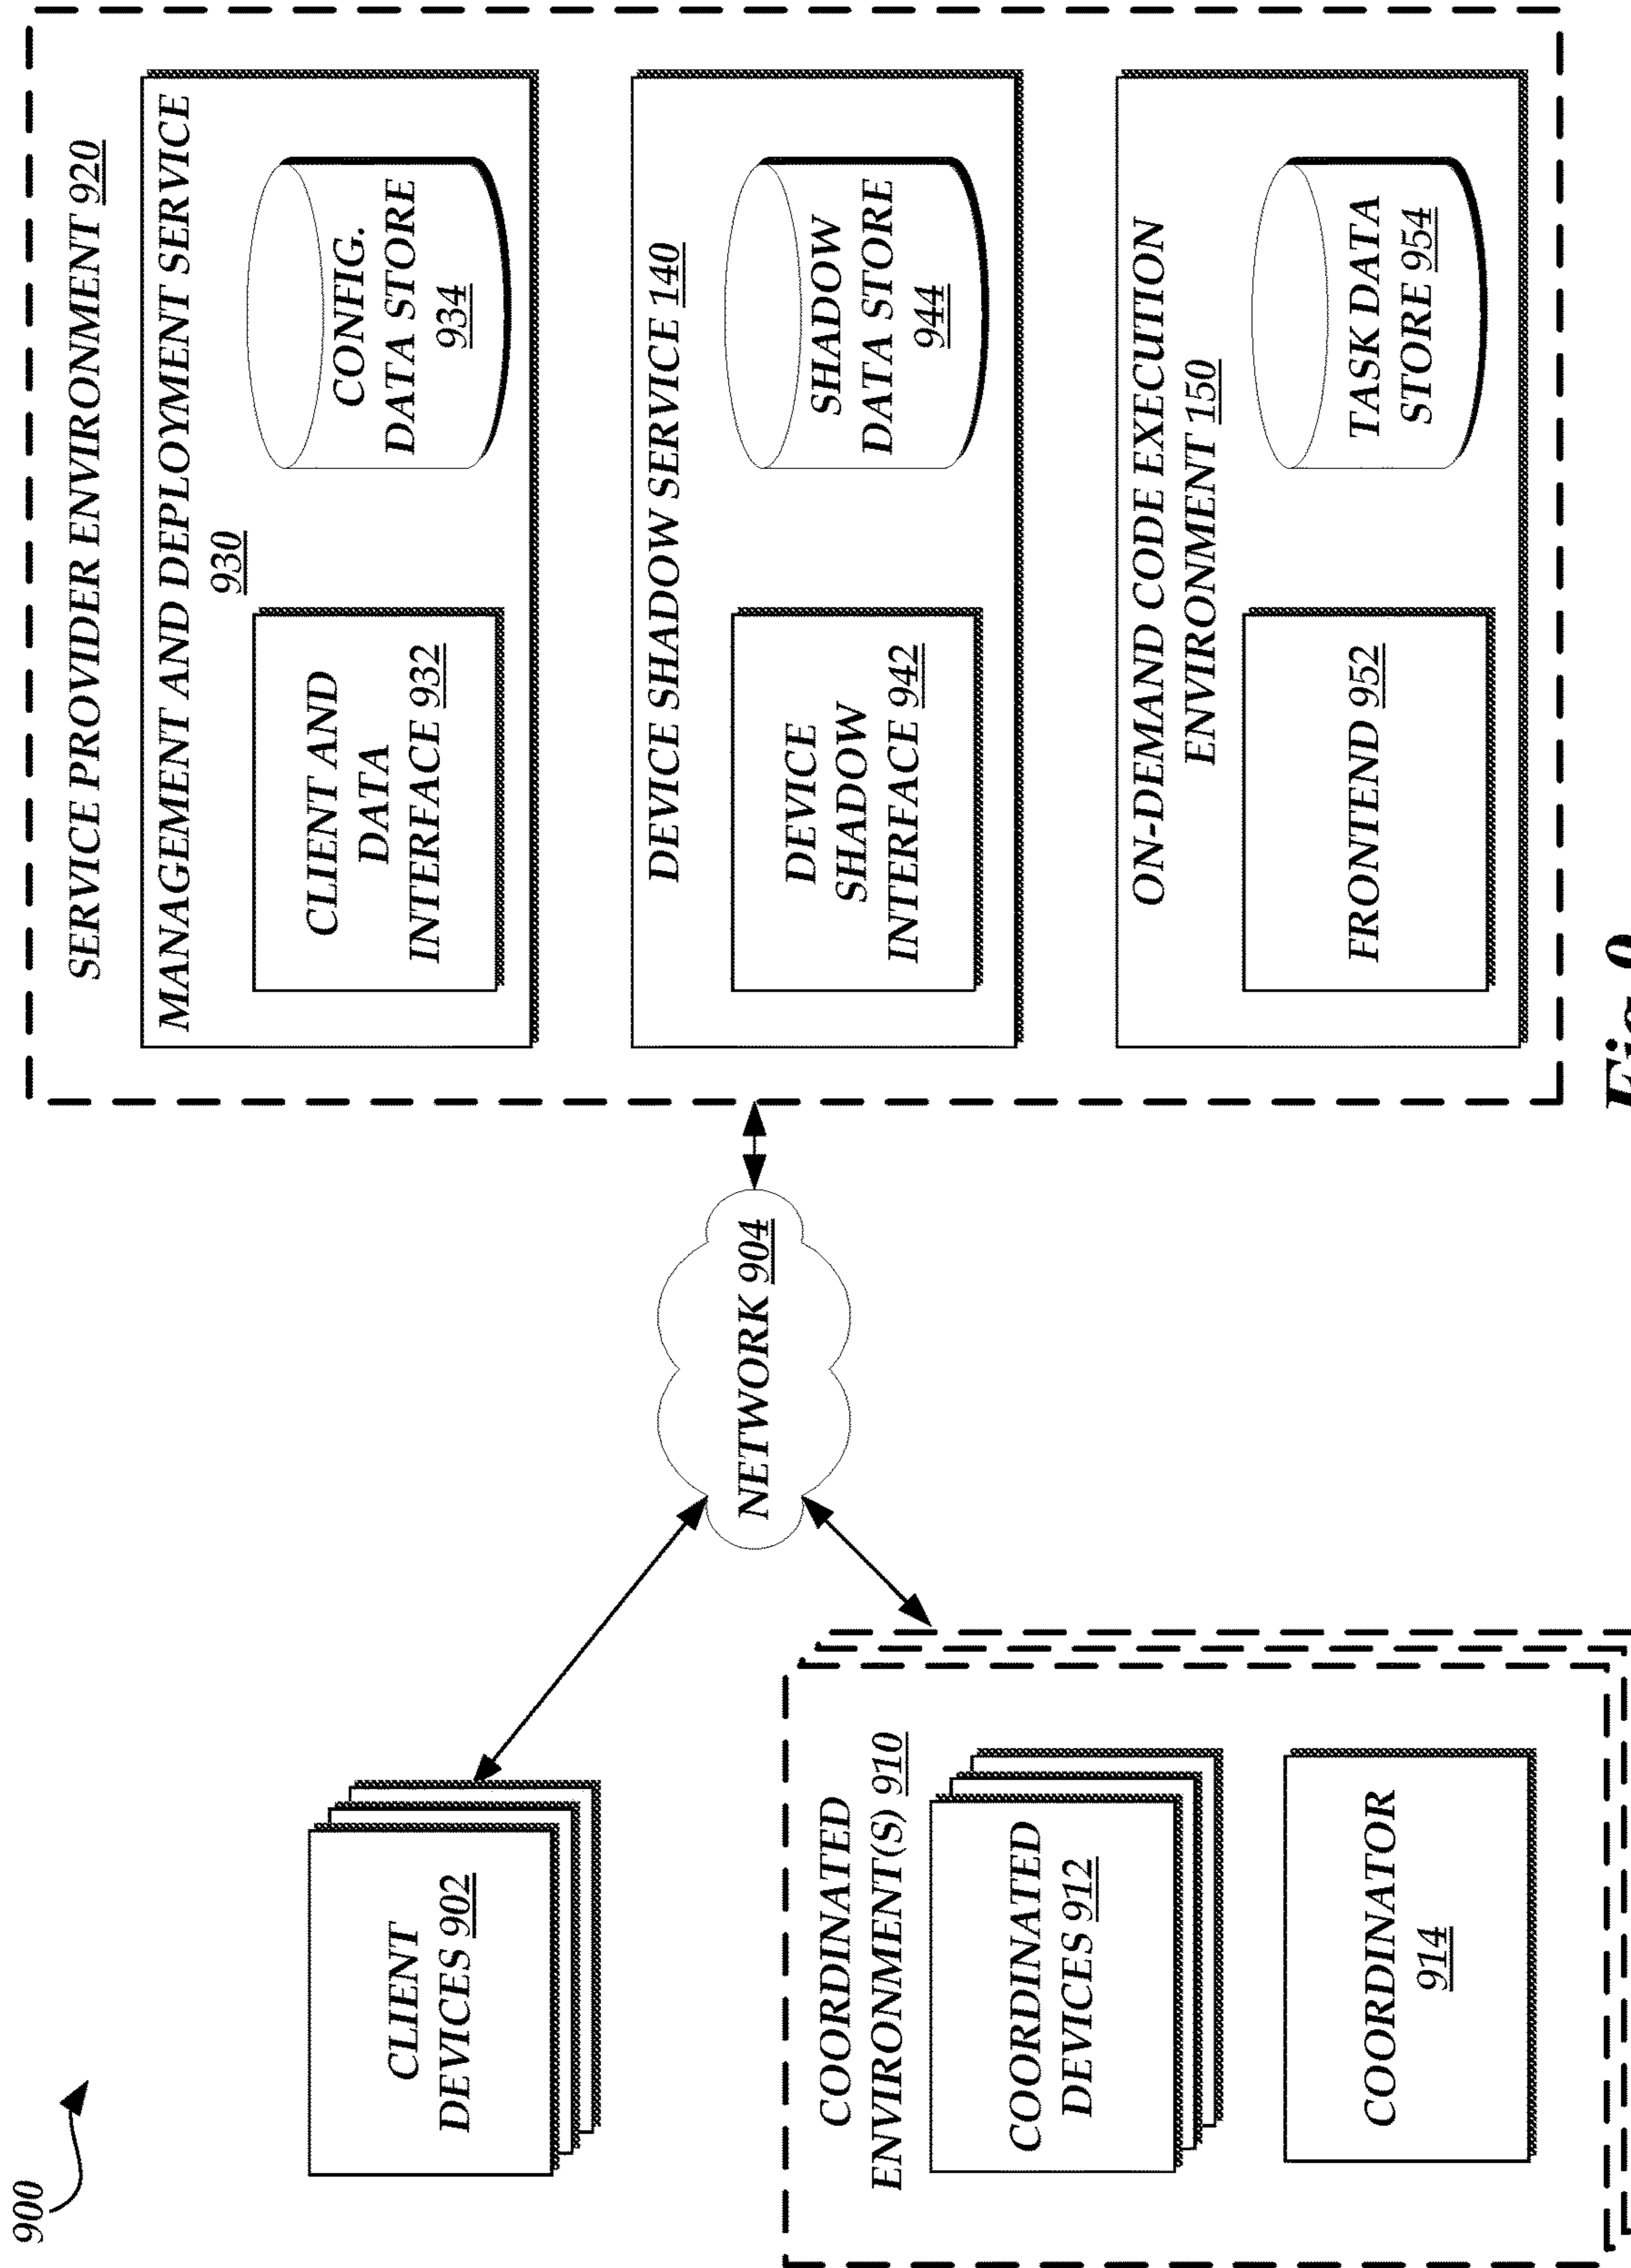 900
CLIENT
DEVICES 902
COORDINATED
ENVIRONMENT(S) 910
COORDINATED
DEVICES 912
COORDINATOR
914
NETWORK 904
SERVICE PROVIDER ENVIRONMENT 920
MANAGEMENT AND DEPLOYMENT SERVICE
930
CLIENT AND
DATA
INTERFACE 932
CONFIG.
DATA STORE
934
DEVICE SHADOW SERVICE 140
DEVICE
SHADOW
INTERFACE 942
SHADOW
DATA STORE
944
ON-DEMAND CODE EXECUTION
ENVIRONMENT 150
FRONTEND 952
TASK DATA
STORE 954
Fig. 9